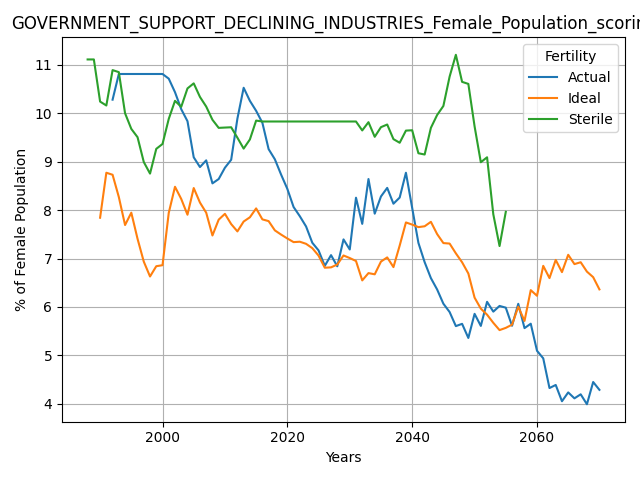 GOVERNMENT_SUPPORT_DECLINING_INDUSTRIES_Female_Population_scorin
Fertility
Actual
Ideal
Sterile
% of Female Population
11
10
9
8
7
6
5
4
2000
2020
2040
2060
Years